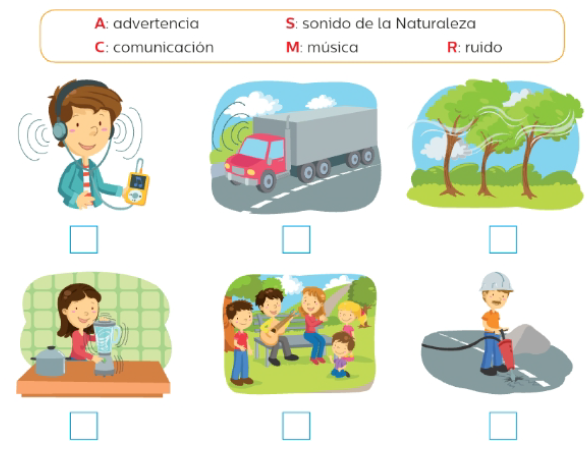 A: advertencia S: sonido de la Naturaleza
C: comunicación M: música R: ruido